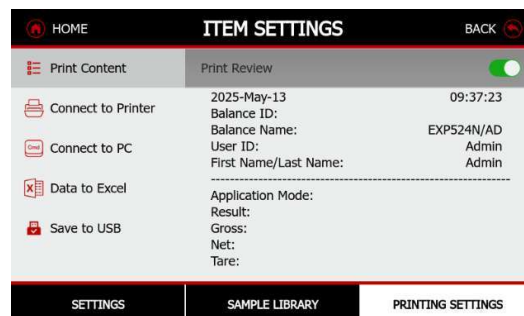 HOME ITEM SETTINGS BACK
Print Content
Connect to Printer
Cmd Connect to PC
Data to Excel
Save to USB
Print Review
2025-May-13 09:37:23
Balance ID:
Balance Name: EXP524N/AD
User ID: Admin
First Name/Last Name: Admin
Application Mode:
Result:
Gross:
Net:
Tare:
SETTINGS SAMPLE LIBRARY PRINTING SETTINGS